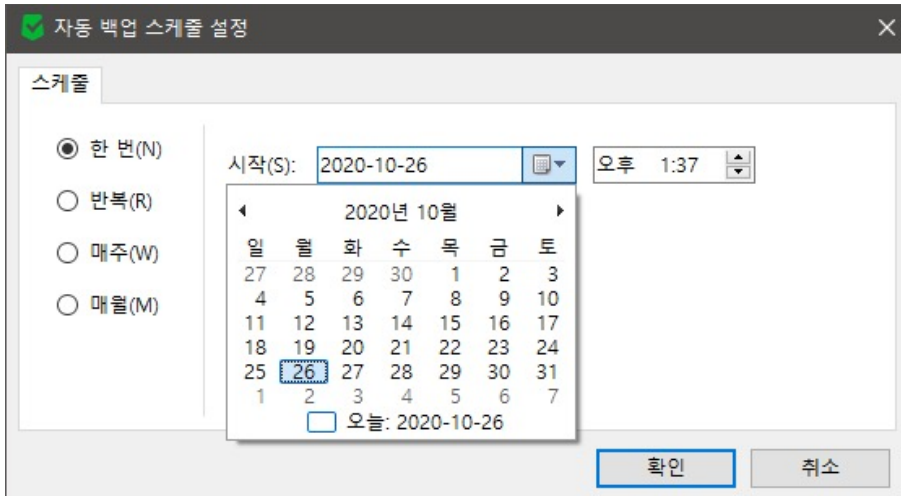 자동 백업 스케줄 설정
스케줄
한 번(N)
시작(S): 2020-10-26 오후 1:37
반복(R)
매주(W)
매월(M)
2020년 10월
일 월 화 수 목 금 토
27 28 29 30 1 2 3
4 5 6 7 8 9 10
11 12 13 14 15 16 17
18 19 20 21 22 23 24
25 26 27 28 29 30 31
1 2 3 4 5 6 7
오늘: 2020-10-26
확인 취소